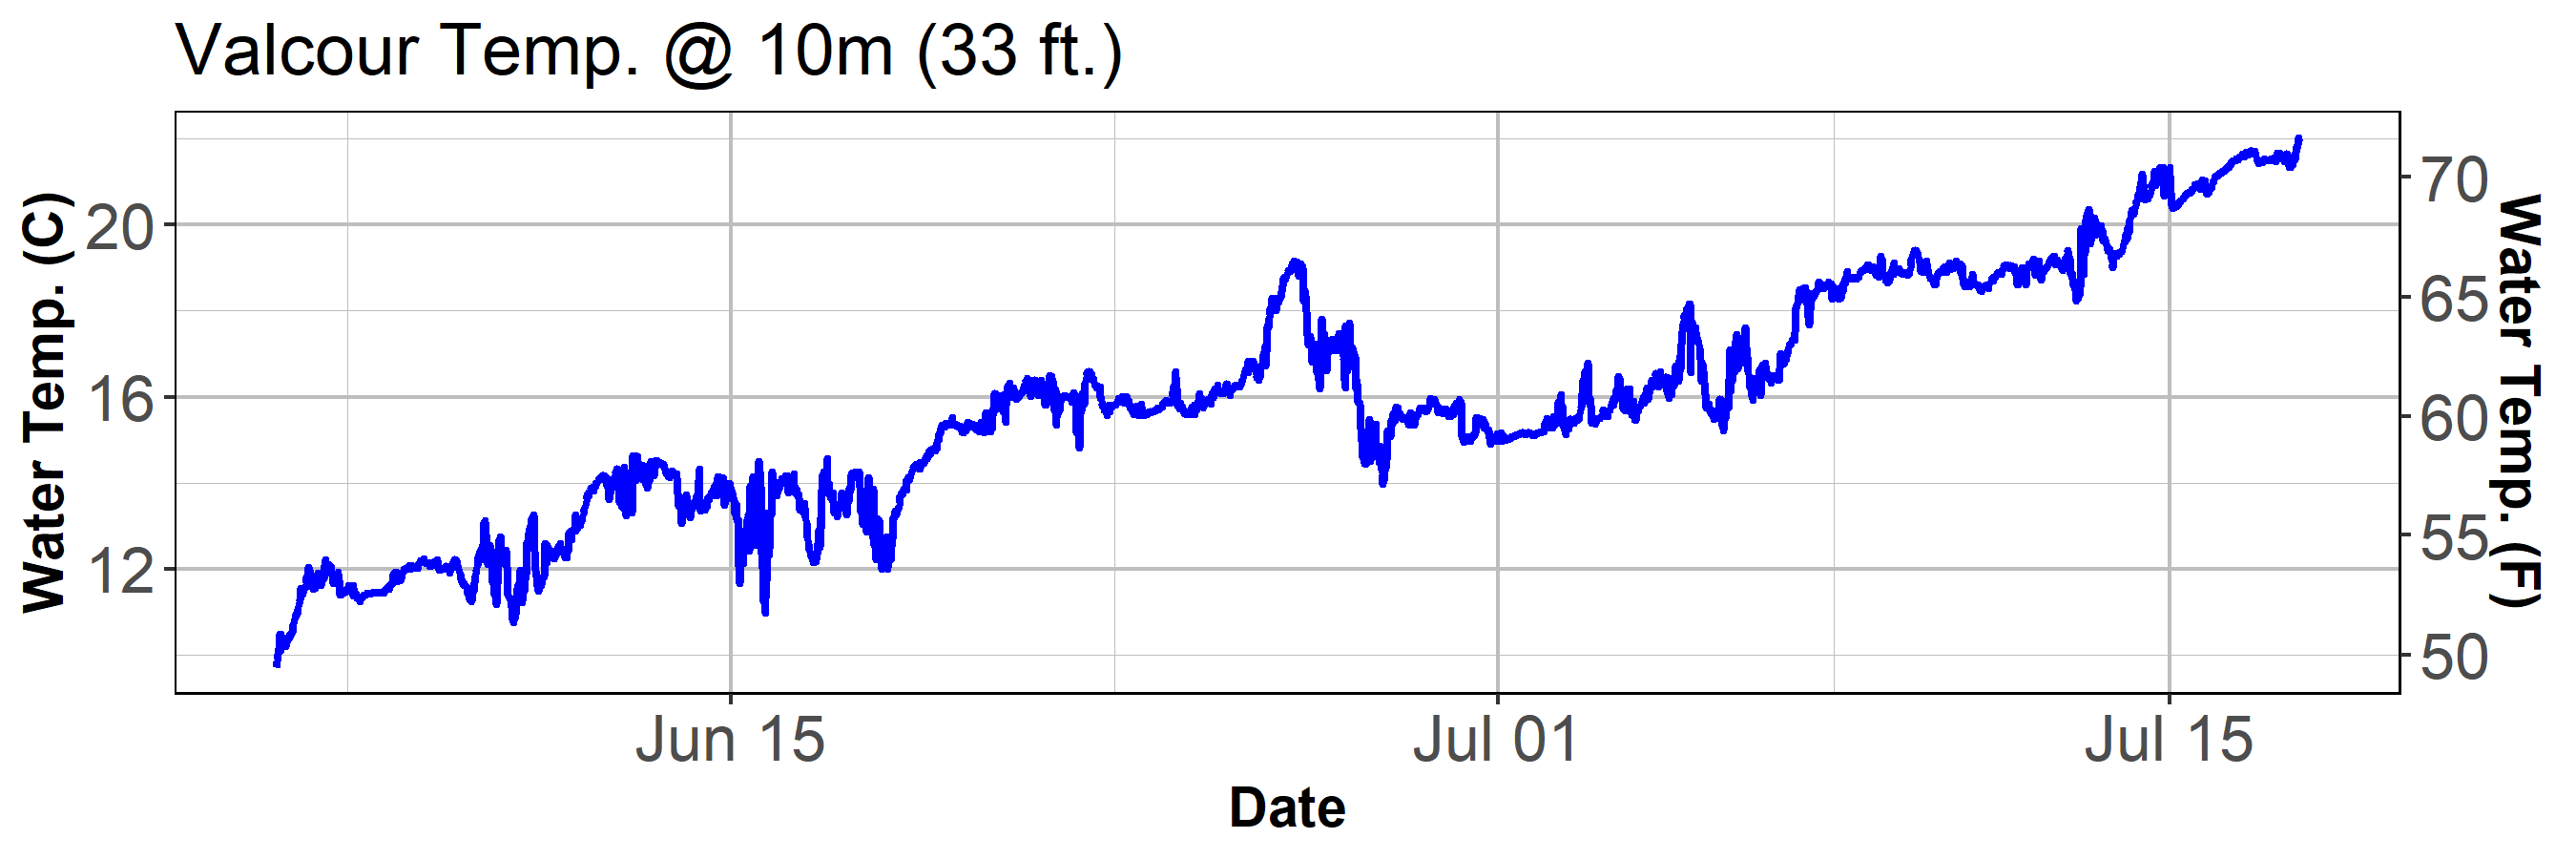 Valcour Temp. @ 10m (33 ft.)
Water Temp. (C)
20
16
12
70
65
60
55
50
Water Temp. (F)
Jun 15
Jul 01
Jul 15
Date